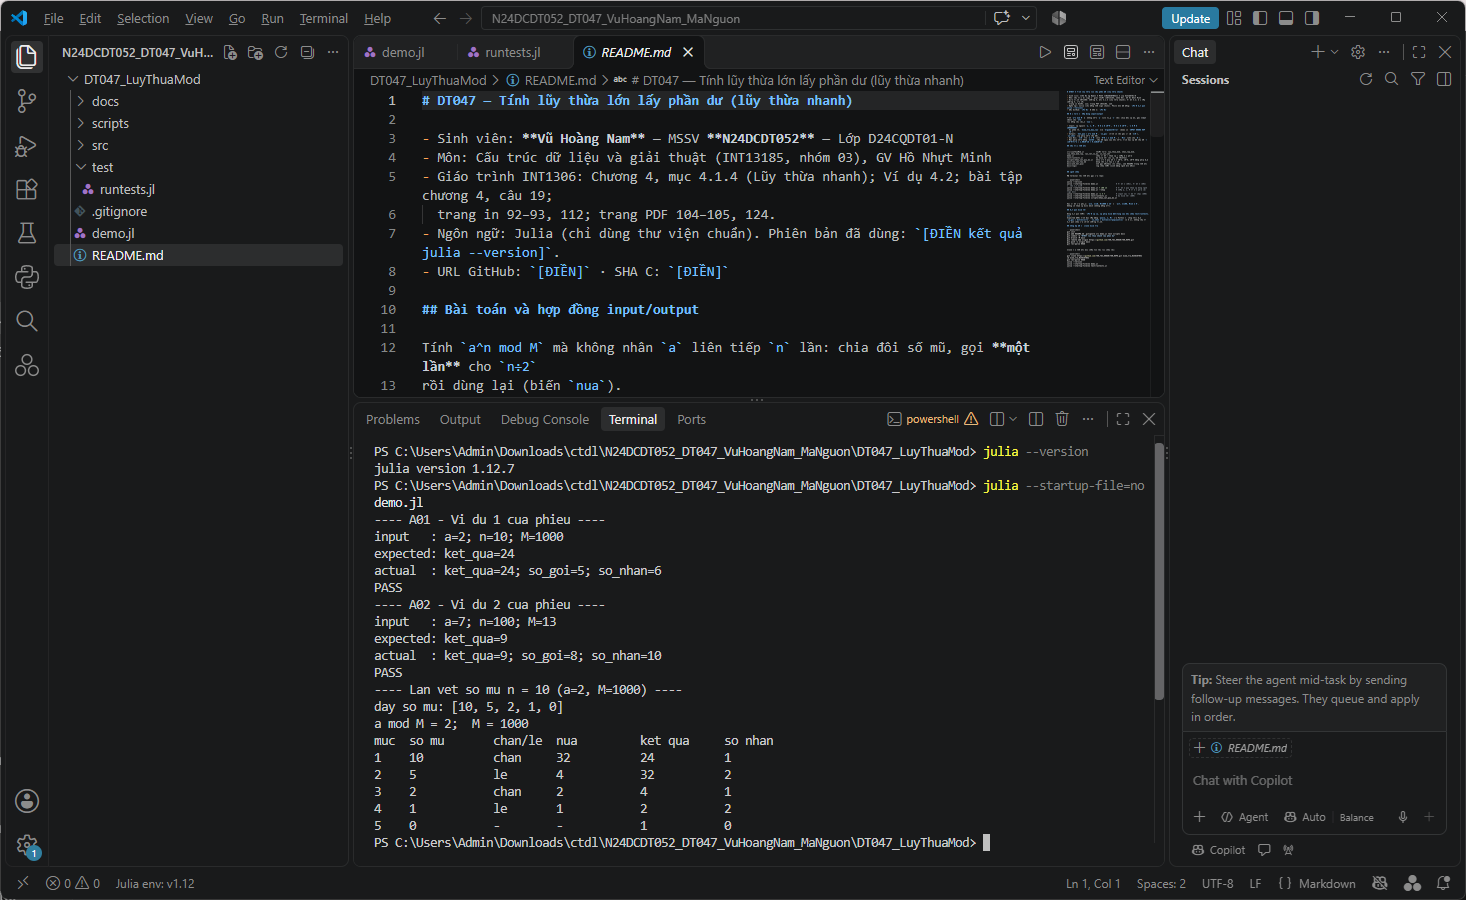 File Edit Selection View Go Run Terminal Help
N24DCDT052_DT047_VuHoangNam_MaNguon
Update
N24DCDT052_DT047_VuH...
DT047_LuyThuaMod
docs
scripts
src
test
runtests.jl
.gitignore
demo.jl
README.md
1
demo.jl runtests.jl README.md
DT047_LuyThuaMod > README.md > # DT047 — Tính lũy thừa lớn lấy phần dư (lũy thừa nhanh)
Text Editor
1 # DT047 — Tính lũy thừa lớn lấy phần dư (lũy thừa nhanh)
2
3 - Sinh viên: **Vũ Hoàng Nam** — MSSV **N24DCDT052** — Lớp D24CQDT01-N
4 - Môn: Cấu trúc dữ liệu và giải thuật (INT13185, nhóm 03), GV Hồ Nhựt Minh
5 - Giáo trình INT1306: Chương 4, mục 4.1.4 (Lũy thừa nhanh); Ví dụ 4.2; bài tập
chương 4, câu 19;
6 trang in 92–93, 112; trang PDF 104–105, 124.
7 - Ngôn ngữ: Julia (chỉ dùng thư viện chuẩn). Phiên bản đã dùng: `[ĐIỀN kết quả
julia --version]`.
8 - URL GitHub: `[ĐIỀN]` · SHA C: `[ĐIỀN]`
9
10 ## Bài toán và hợp đồng input/output
11
12 Tính `a^n mod M` mà không nhân `a` liên tiếp `n` lần: chia đôi số mũ, gọi **một
lần** cho `n÷2`
13 rồi dùng lại (biến `nua`).
Problems Output Debug Console Terminal Ports
powershell
PS C:\Users\Admin\Downloads\ctdl\N24DCDT052_DT047_VuHoangNam_MaNguon\DT047_LuyThuaMod> julia --version
julia version 1.12.7
PS C:\Users\Admin\Downloads\ctdl\N24DCDT052_DT047_VuHoangNam_MaNguon\DT047_LuyThuaMod> julia --startup-file=no
demo.jl
---- A01 - Vi du 1 cua phieu ----
input : a=2; n=10; M=1000
expected: ket_qua=24
actual : ket_qua=24; so_goi=5; so_nhan=6
PASS
---- A02 - Vi du 2 cua phieu ----
input : a=7; n=100; M=13
expected: ket_qua=9
actual : ket_qua=9; so_goi=8; so_nhan=10
PASS
---- Lan vet so mu n = 10 (a=2, M=1000) ----
day so mu: [10, 5, 2, 1, 0]
a mod M = 2; M = 1000
muc so mu chan/le nua ket qua so nhan
1 10 chan 32 24 1
2 5 le 4 32 2
3 2 chan 2 4 1
4 1 le 1 2 2
5 0 - - 1 0
PS C:\Users\Admin\Downloads\ctdl\N24DCDT052_DT047_VuHoangNam_MaNguon\DT047_LuyThuaMod>
Chat
Sessions
Tip: Steer the agent mid-task by sending
follow-up messages. They queue and apply
in order.
README.md
Chat with Copilot
Agent Auto Balance
Copilot
0 0 Julia env: v1.12
Ln 1, Col 1 Spaces: 2 UTF-8 LF { } Markdown